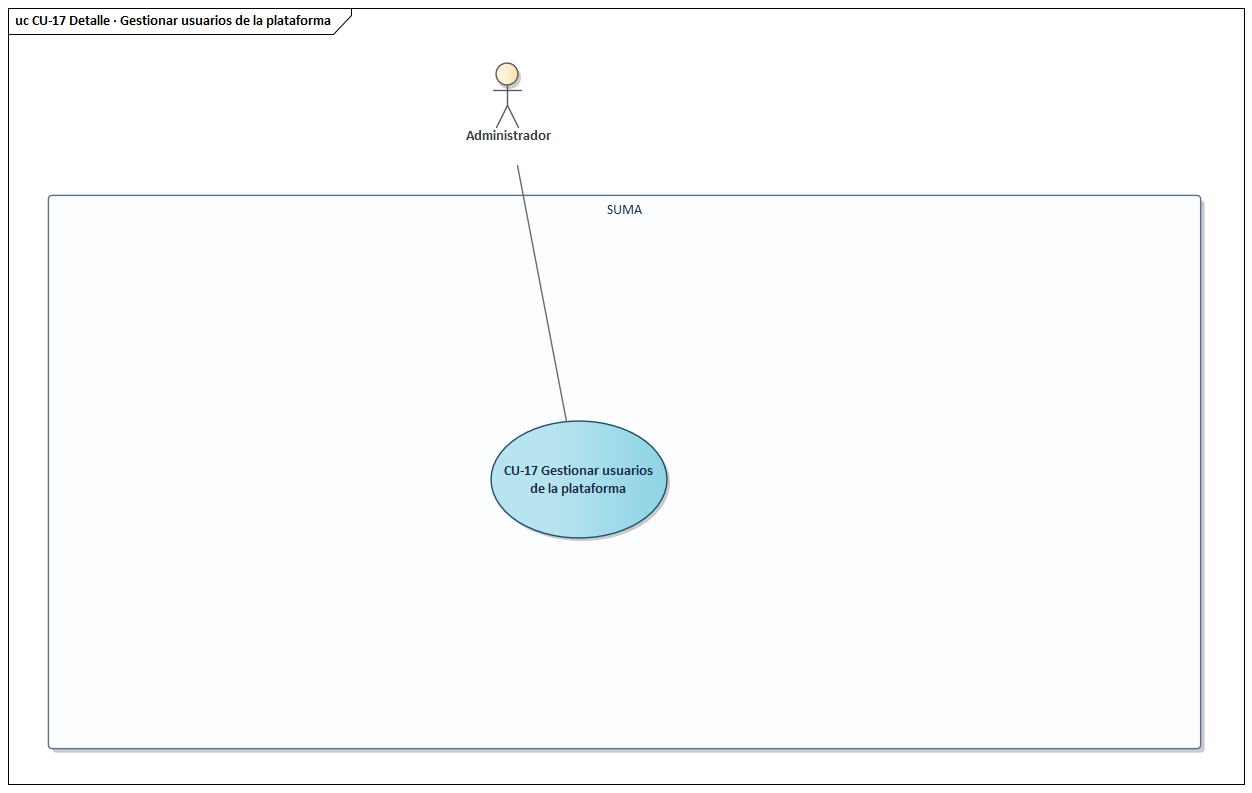 uc CU-17 Detalle · Gestionar usuarios de la plataforma
Administrador
SUMA
CU-17 Gestionar usuarios
de la plataforma